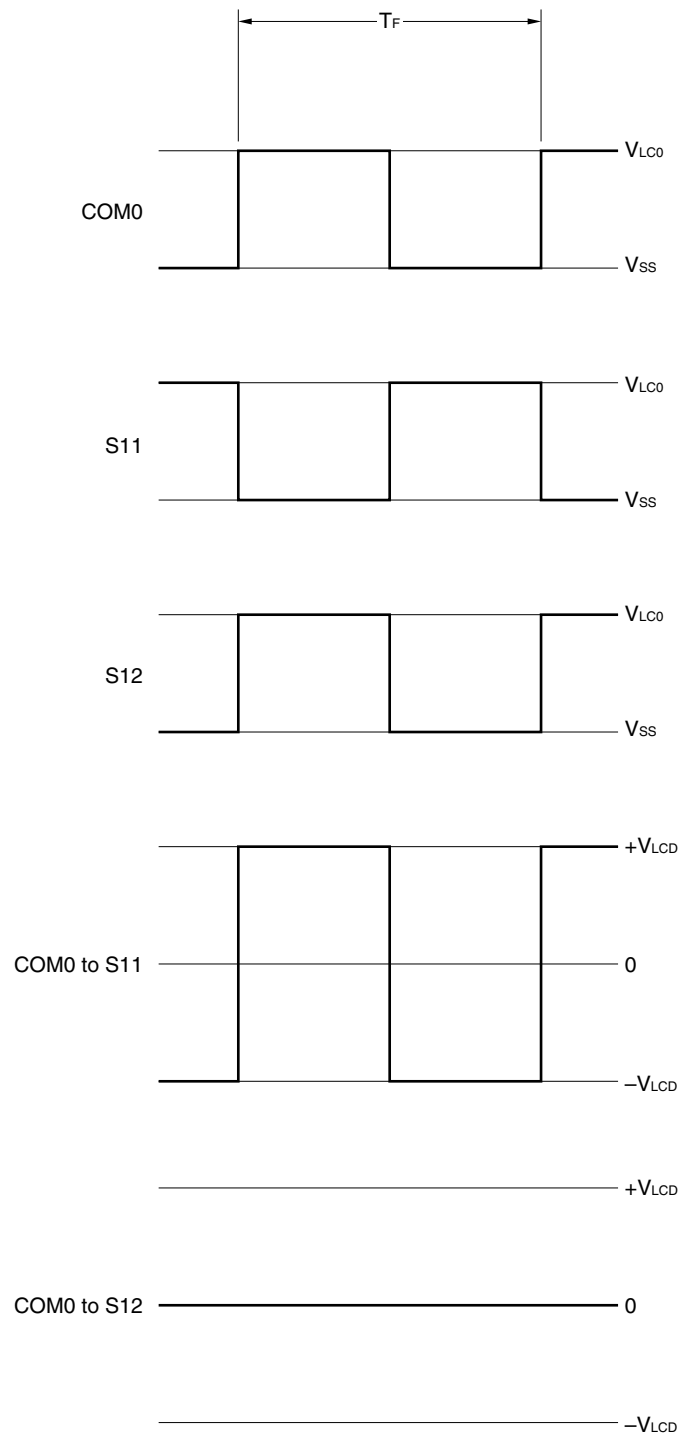 TF
VLC0
COM0
VSS
VLC0
S11
VSS
VLC0
S12
VSS
+VLCD
COM0 to S11
0
–VLCD
+VLCD
COM0 to S12
0
–VLCD